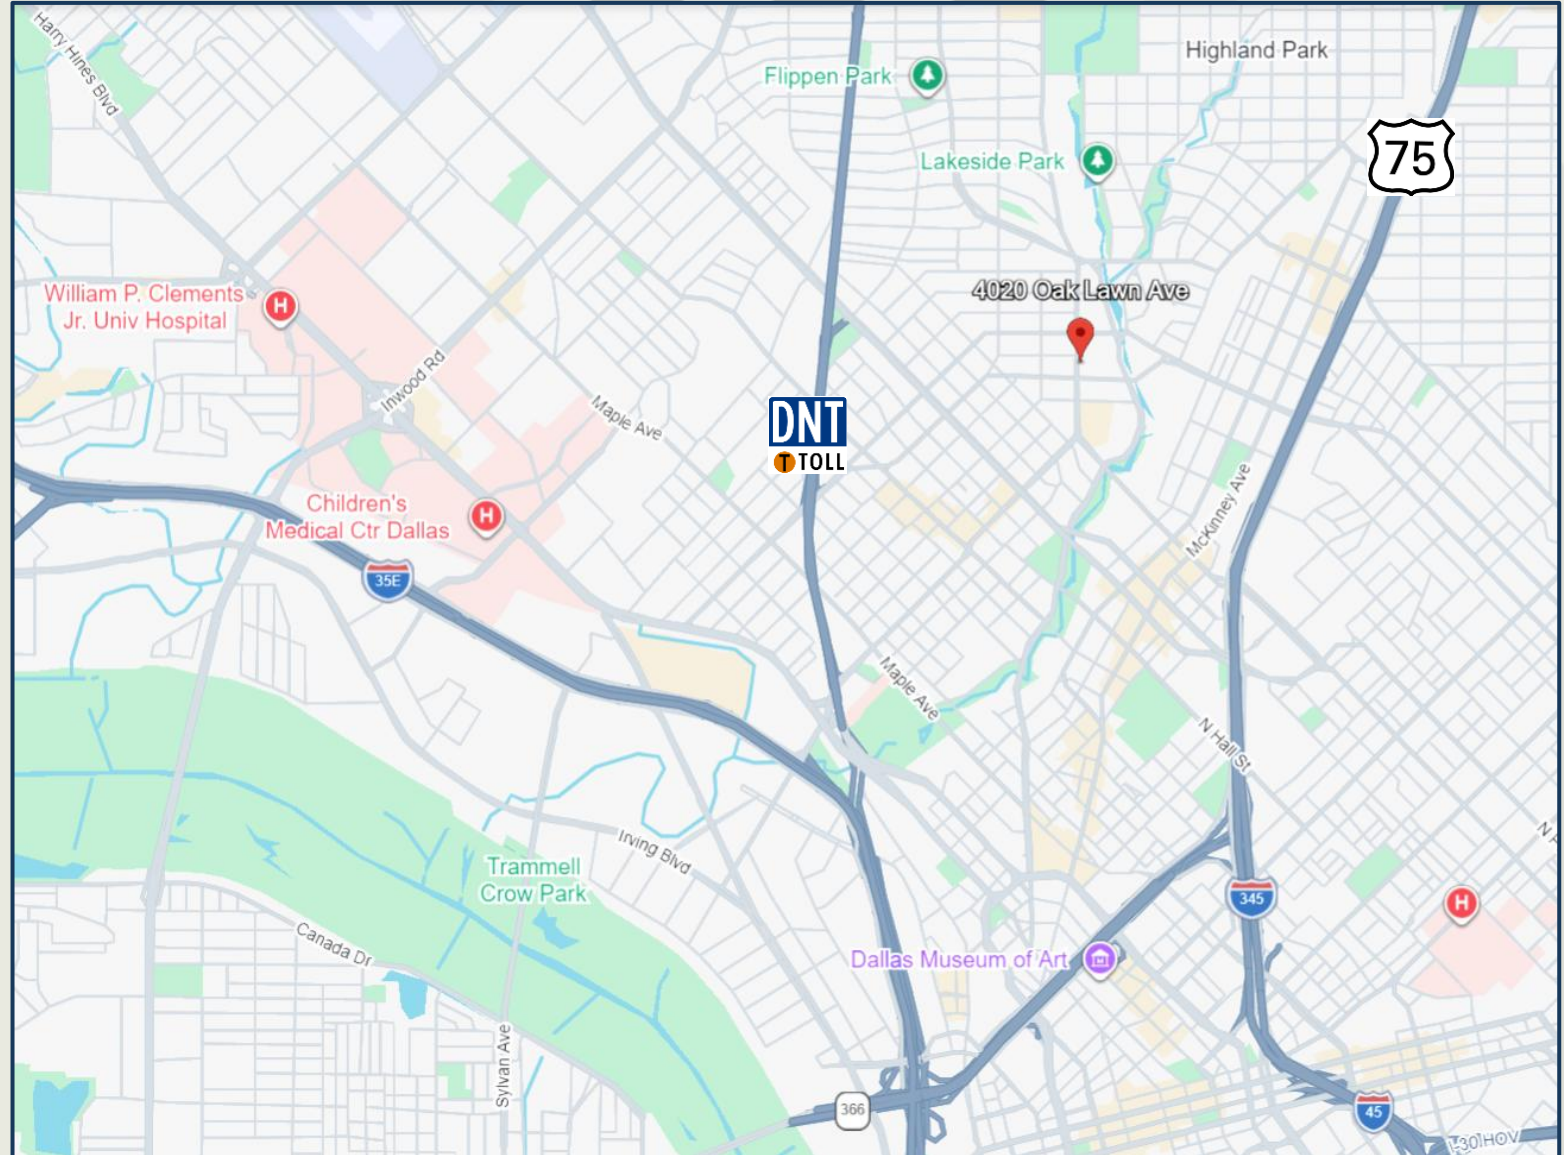 Harry Hines Blvd
Highland Park
Flippen Park
75
Lakeside Park
William P. Clements
Jr. Univ Hospital
H
4020 Oak Lawn Ave
Inwood Rd
Maple Ave
DNT
T TOLL
Children's
Medical Ctr Dallas
H
McKinney Ave
35E
Maple Ave
N Hall St
Irving Blvd
Trammell
Crow Park
345
H
Canada Dr
Dallas Museum of Art
Sylvan Ave
366
45
I-30 HOV